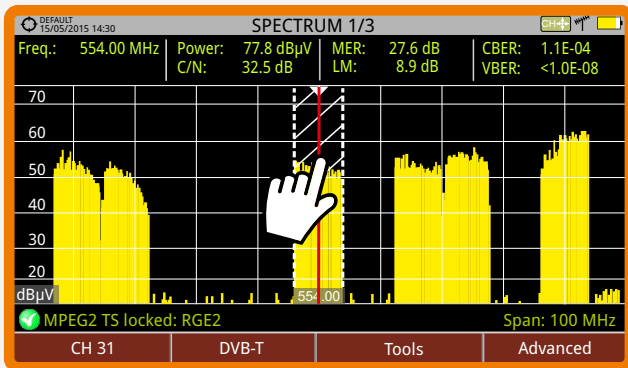 DEFAULT
15/05/2015 14:30
SPECTRUM 1/3
CH
Freq.: 554.00 MHz Power: 77.8 dBµV MER: 27.6 dB CBER: 1.1E-04
C/N: 32.5 dB LM: 8.9 dB VBER: <1.0E-08
70
60
50
40
30
20
dBµV
554.00
MPEG2 TS locked: RGE2 Span: 100 MHz
CH 31 DVB-T Tools Advanced